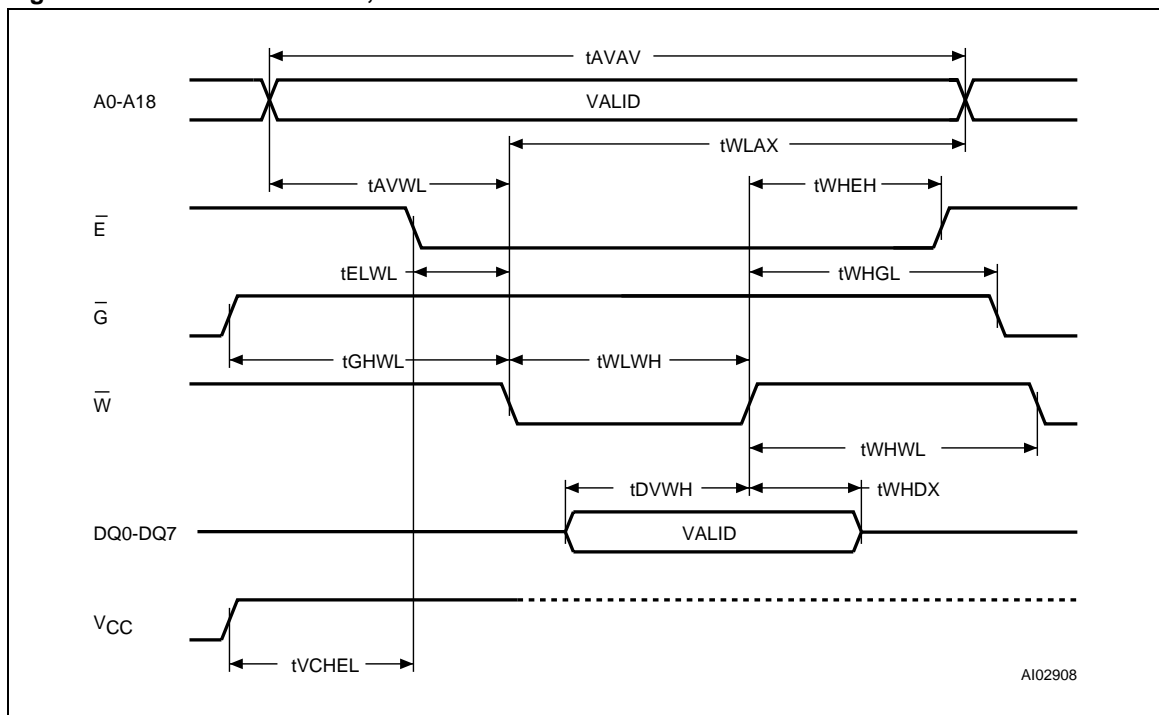 tAVAV
A0-A18
VALID
tWLAX
tAVWL
tWHEH
E
tELWL
tWHGL
G
tGHWL
tWLWH
W
tWHWL
tDVWH
tWHDX
DQ0-DQ7
VALID
VCC
tVCHEL
AI02908